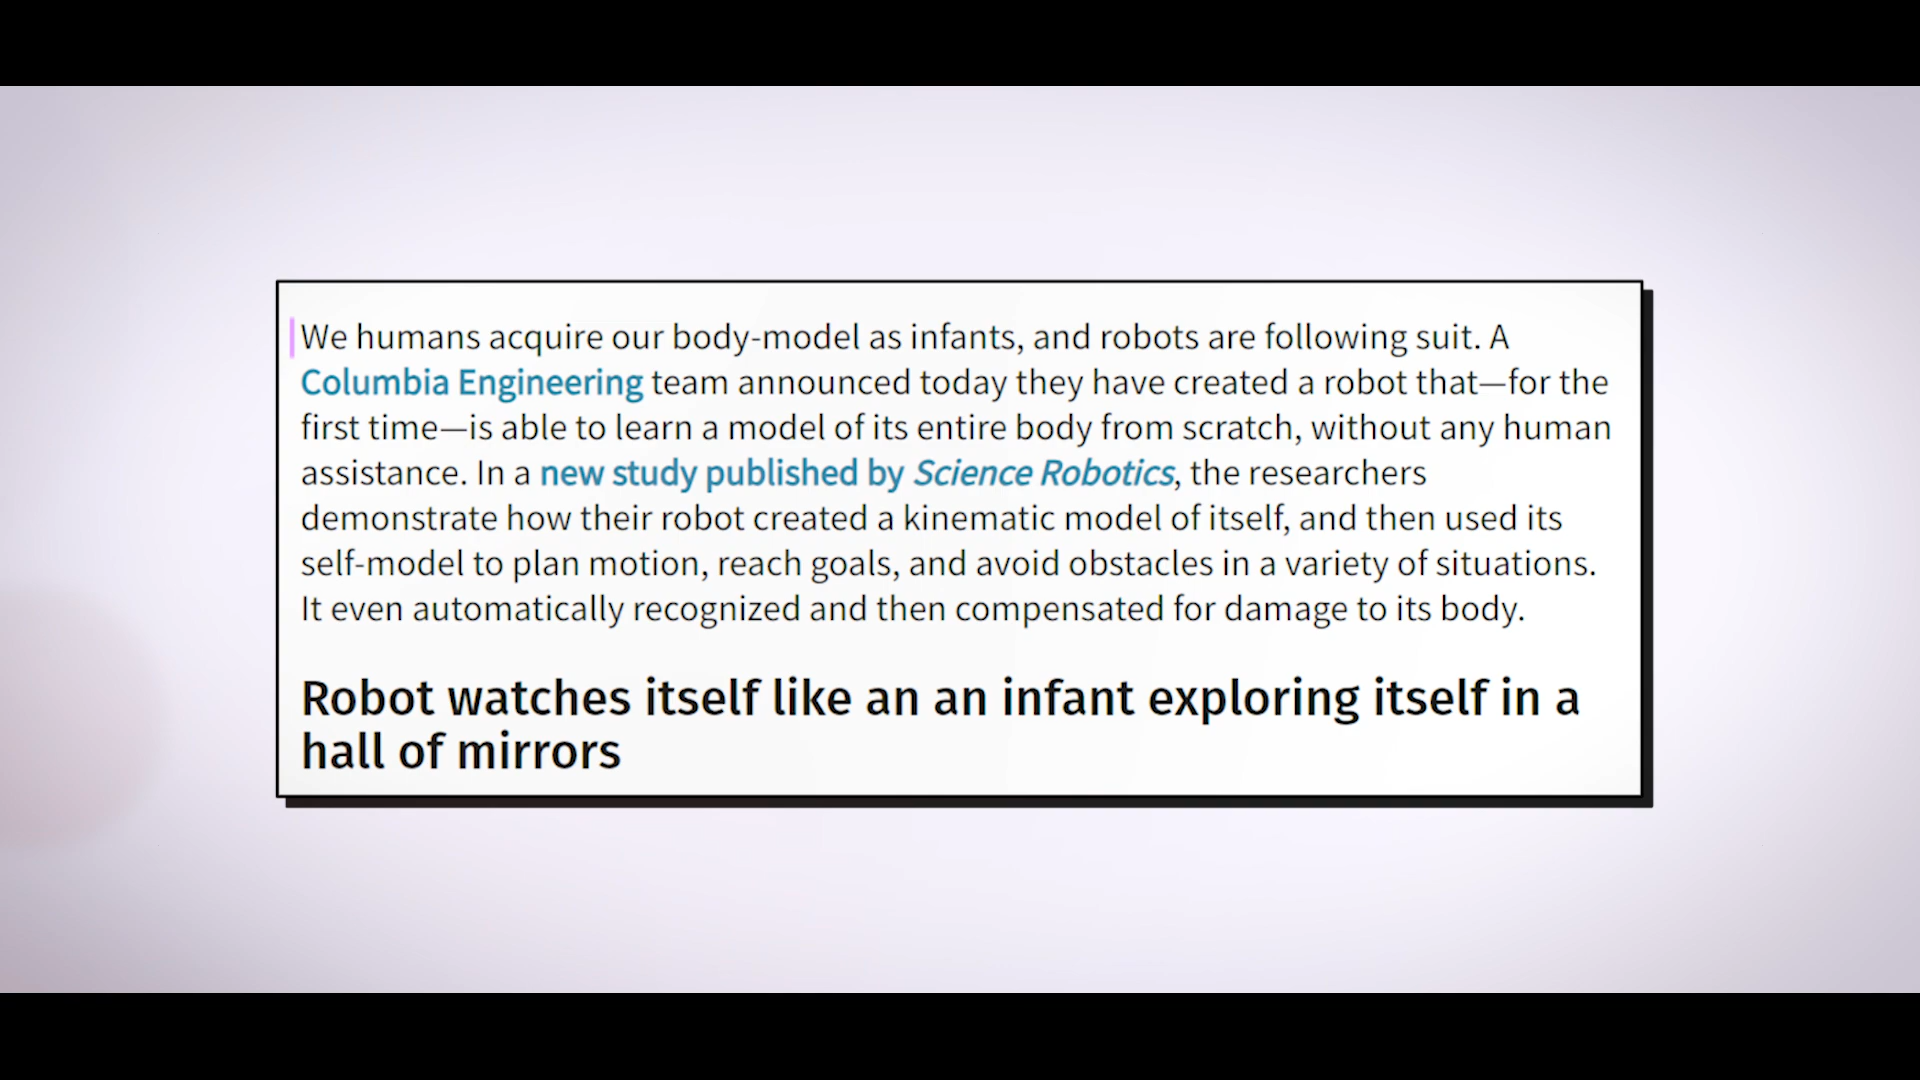 We humans acquire our body-model as infants, and robots are following suit. A
Columbia Engineering team announced today they have created a robot that—for the
first time—is able to learn a model of its entire body from scratch, without any human
assistance. In a new study published by Science Robotics, the researchers
demonstrate how their robot created a kinematic model of itself, and then used its
self-model to plan motion, reach goals, and avoid obstacles in a variety of situations.
It even automatically recognized and then compensated for damage to its body.
Robot watches itself like an an infant exploring itself in a
hall of mirrors